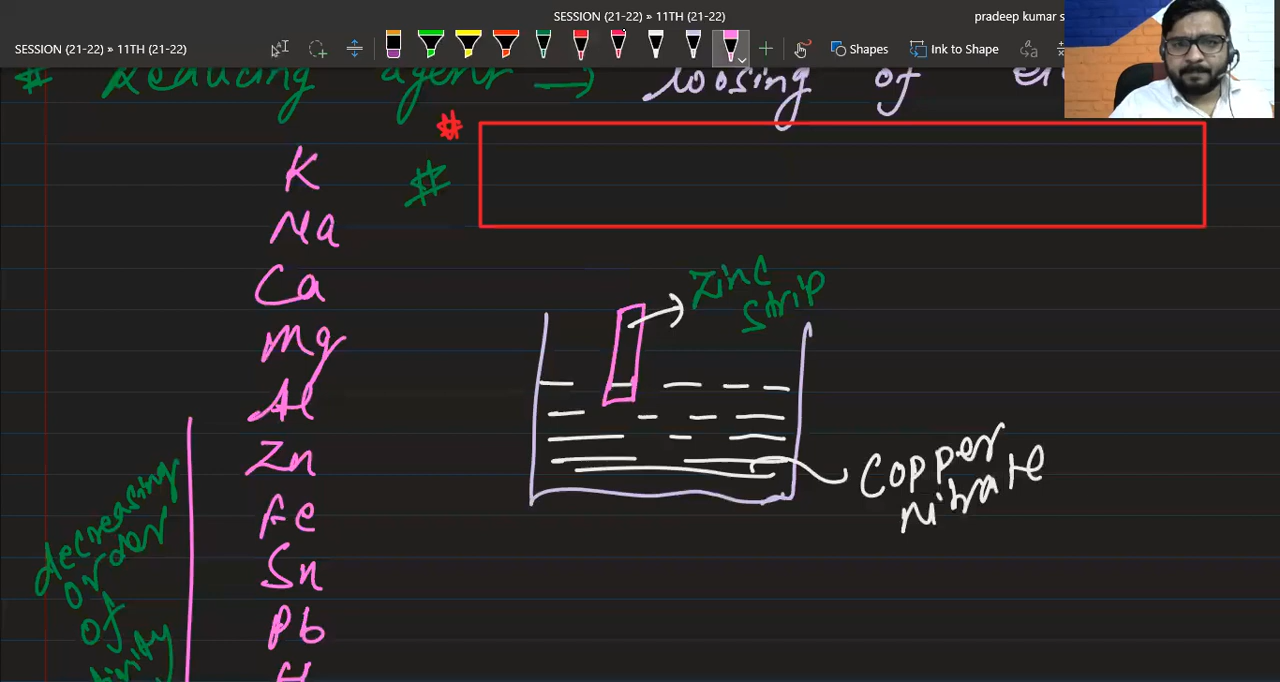 SESSION (21-22) » 11TH (21-22)
pradeep kumar s
SESSION (21-22) » 11TH (21-22)
Shapes
Ink to Shape
# Reducing agent → loosing of
#
K
#
Na
Ca
Mg
Al
Zn
Fe
Sn
Pb
H
Zinc
strip
Copper
nitrate
decreasing
order
of